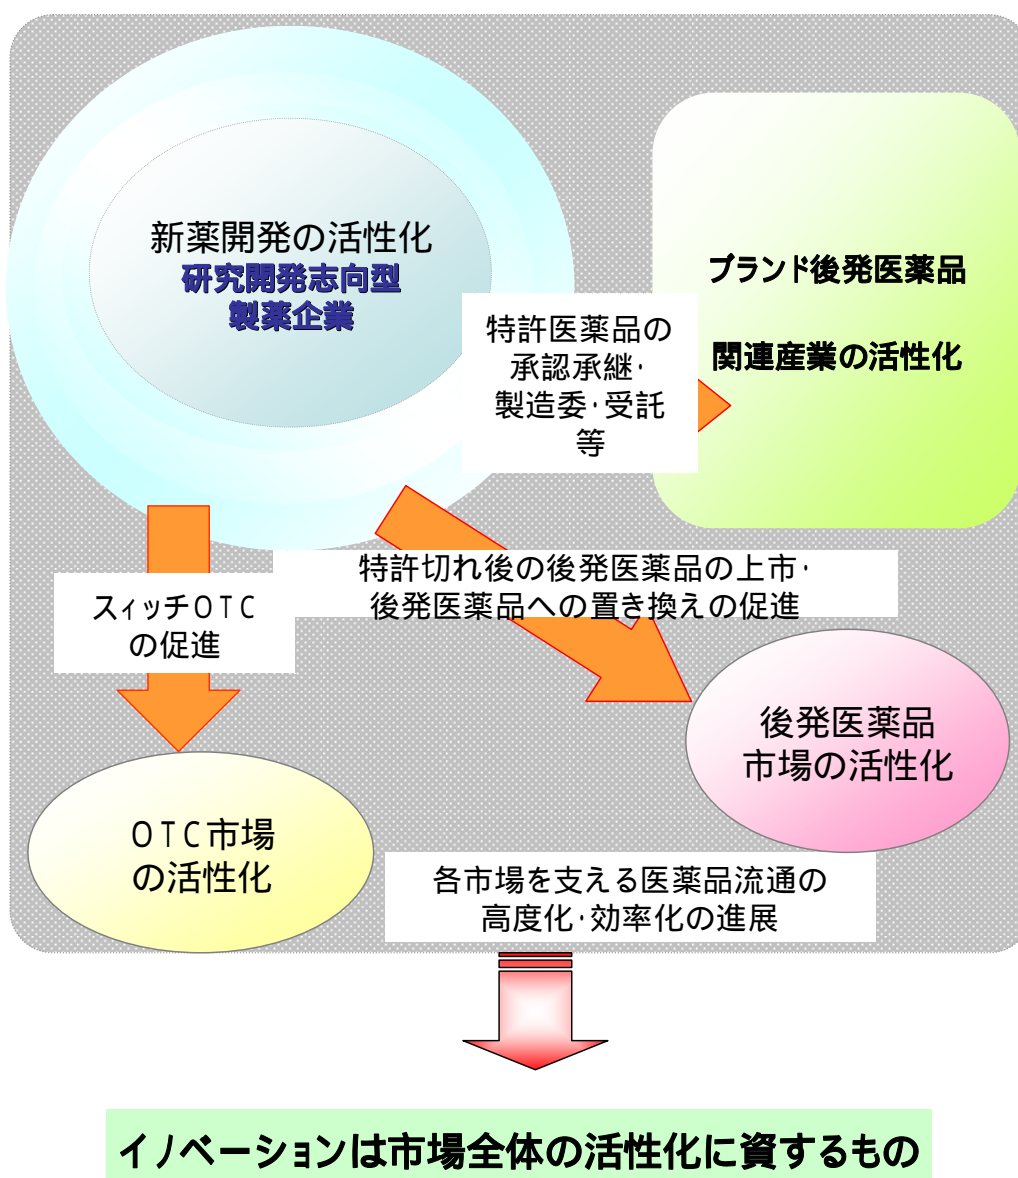 新薬開発の活性化
研究開発志向型
製薬企業
ブランド後発医薬品
関連産業の活性化
特許医薬品の
承認承継・
製造委・受託
等
特許切れ後の後発医薬品の上市・
後発医薬品への置き換えの促進
スィッチOTC
の促進
後発医薬品
市場の活性化
OTC市場
の活性化
各市場を支える医薬品流通の
高度化・効率化の進展
イノベーションは市場全体の活性化に資するもの